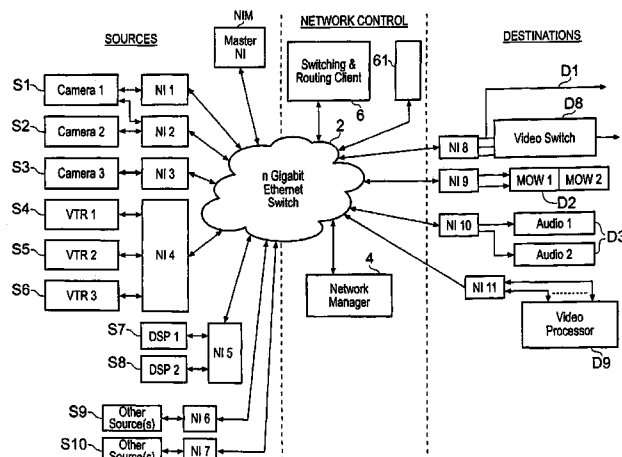 SOURCES
NIM
Master
NI
NETWORK CONTROL
DESTINATIONS
S1
Camera 1
NI 1
S2
Camera 2
NI 2
S3
Camera 3
NI 3
S4
VTR 1
S5
VTR 2
NI 4
S6
VTR 3
S7
DSP 1
S8
DSP 2
NI 5
S9
Other
Source(s)
NI 6
S10
Other
Source(s)
NI 7
Switching &
Routing Client
6
61
2
n Gigabit
Ethernet
Switch
4
Network
Manager
D1
D8
NI 8
Video Switch
NI 9
MOW 1
MOW 2
D2
NI 10
Audio 1
Audio 2
D3
NI 11
Video
Processor
D9